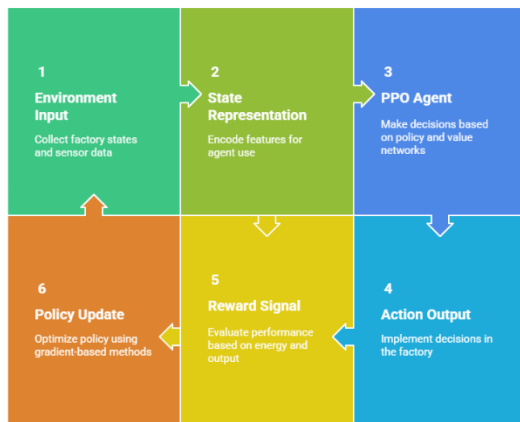 1
Environment
Input
Collect factory states
and sensor data
2
State
Representation
Encode features for
agent use
3
PPO Agent
Make decisions based
on policy and value
networks
4
Action Output
Implement decisions in
the factory
5
Reward Signal
Evaluate performance
based on energy and
output
6
Policy Update
Optimize policy using
gradient-based methods